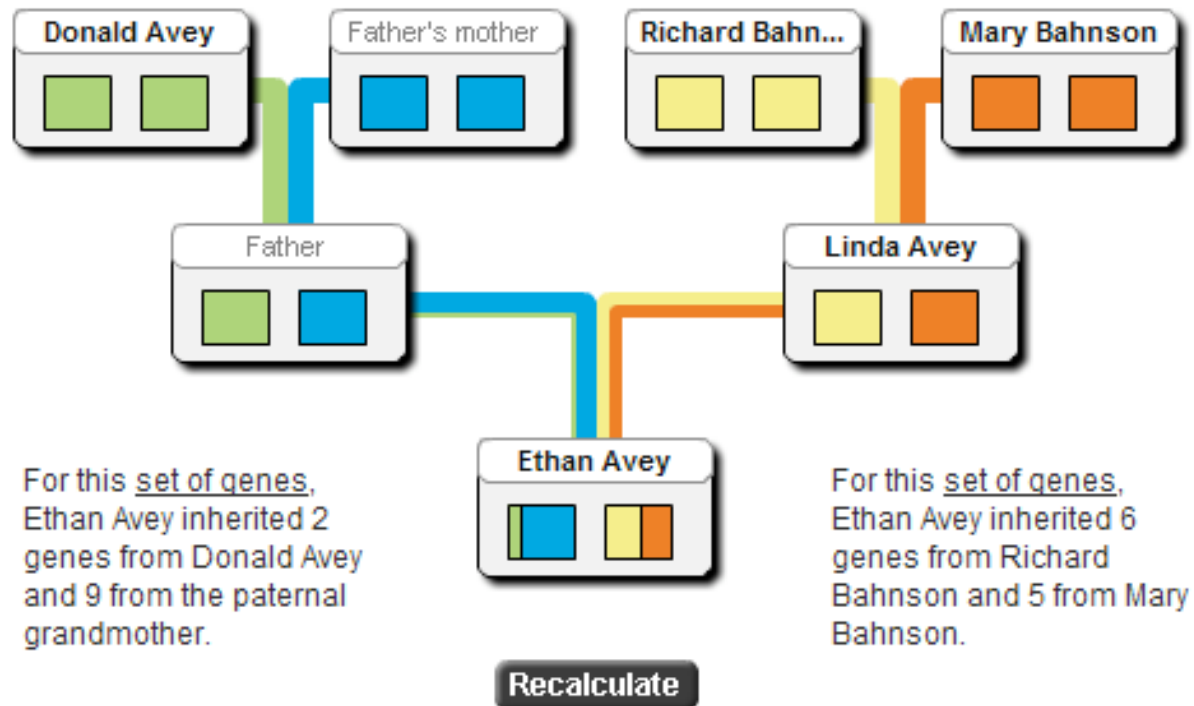 Donald Avey
Father's mother
Richard Bahn...
Mary Bahnson
Father
Linda Avey
Ethan Avey
For this set of genes,
Ethan Avey inherited 2
genes from Donald Avey
and 9 from the paternal
grandmother.
For this set of genes,
Ethan Avey inherited 6
genes from Richard
Bahnson and 5 from Mary
Bahnson.
Recalculate